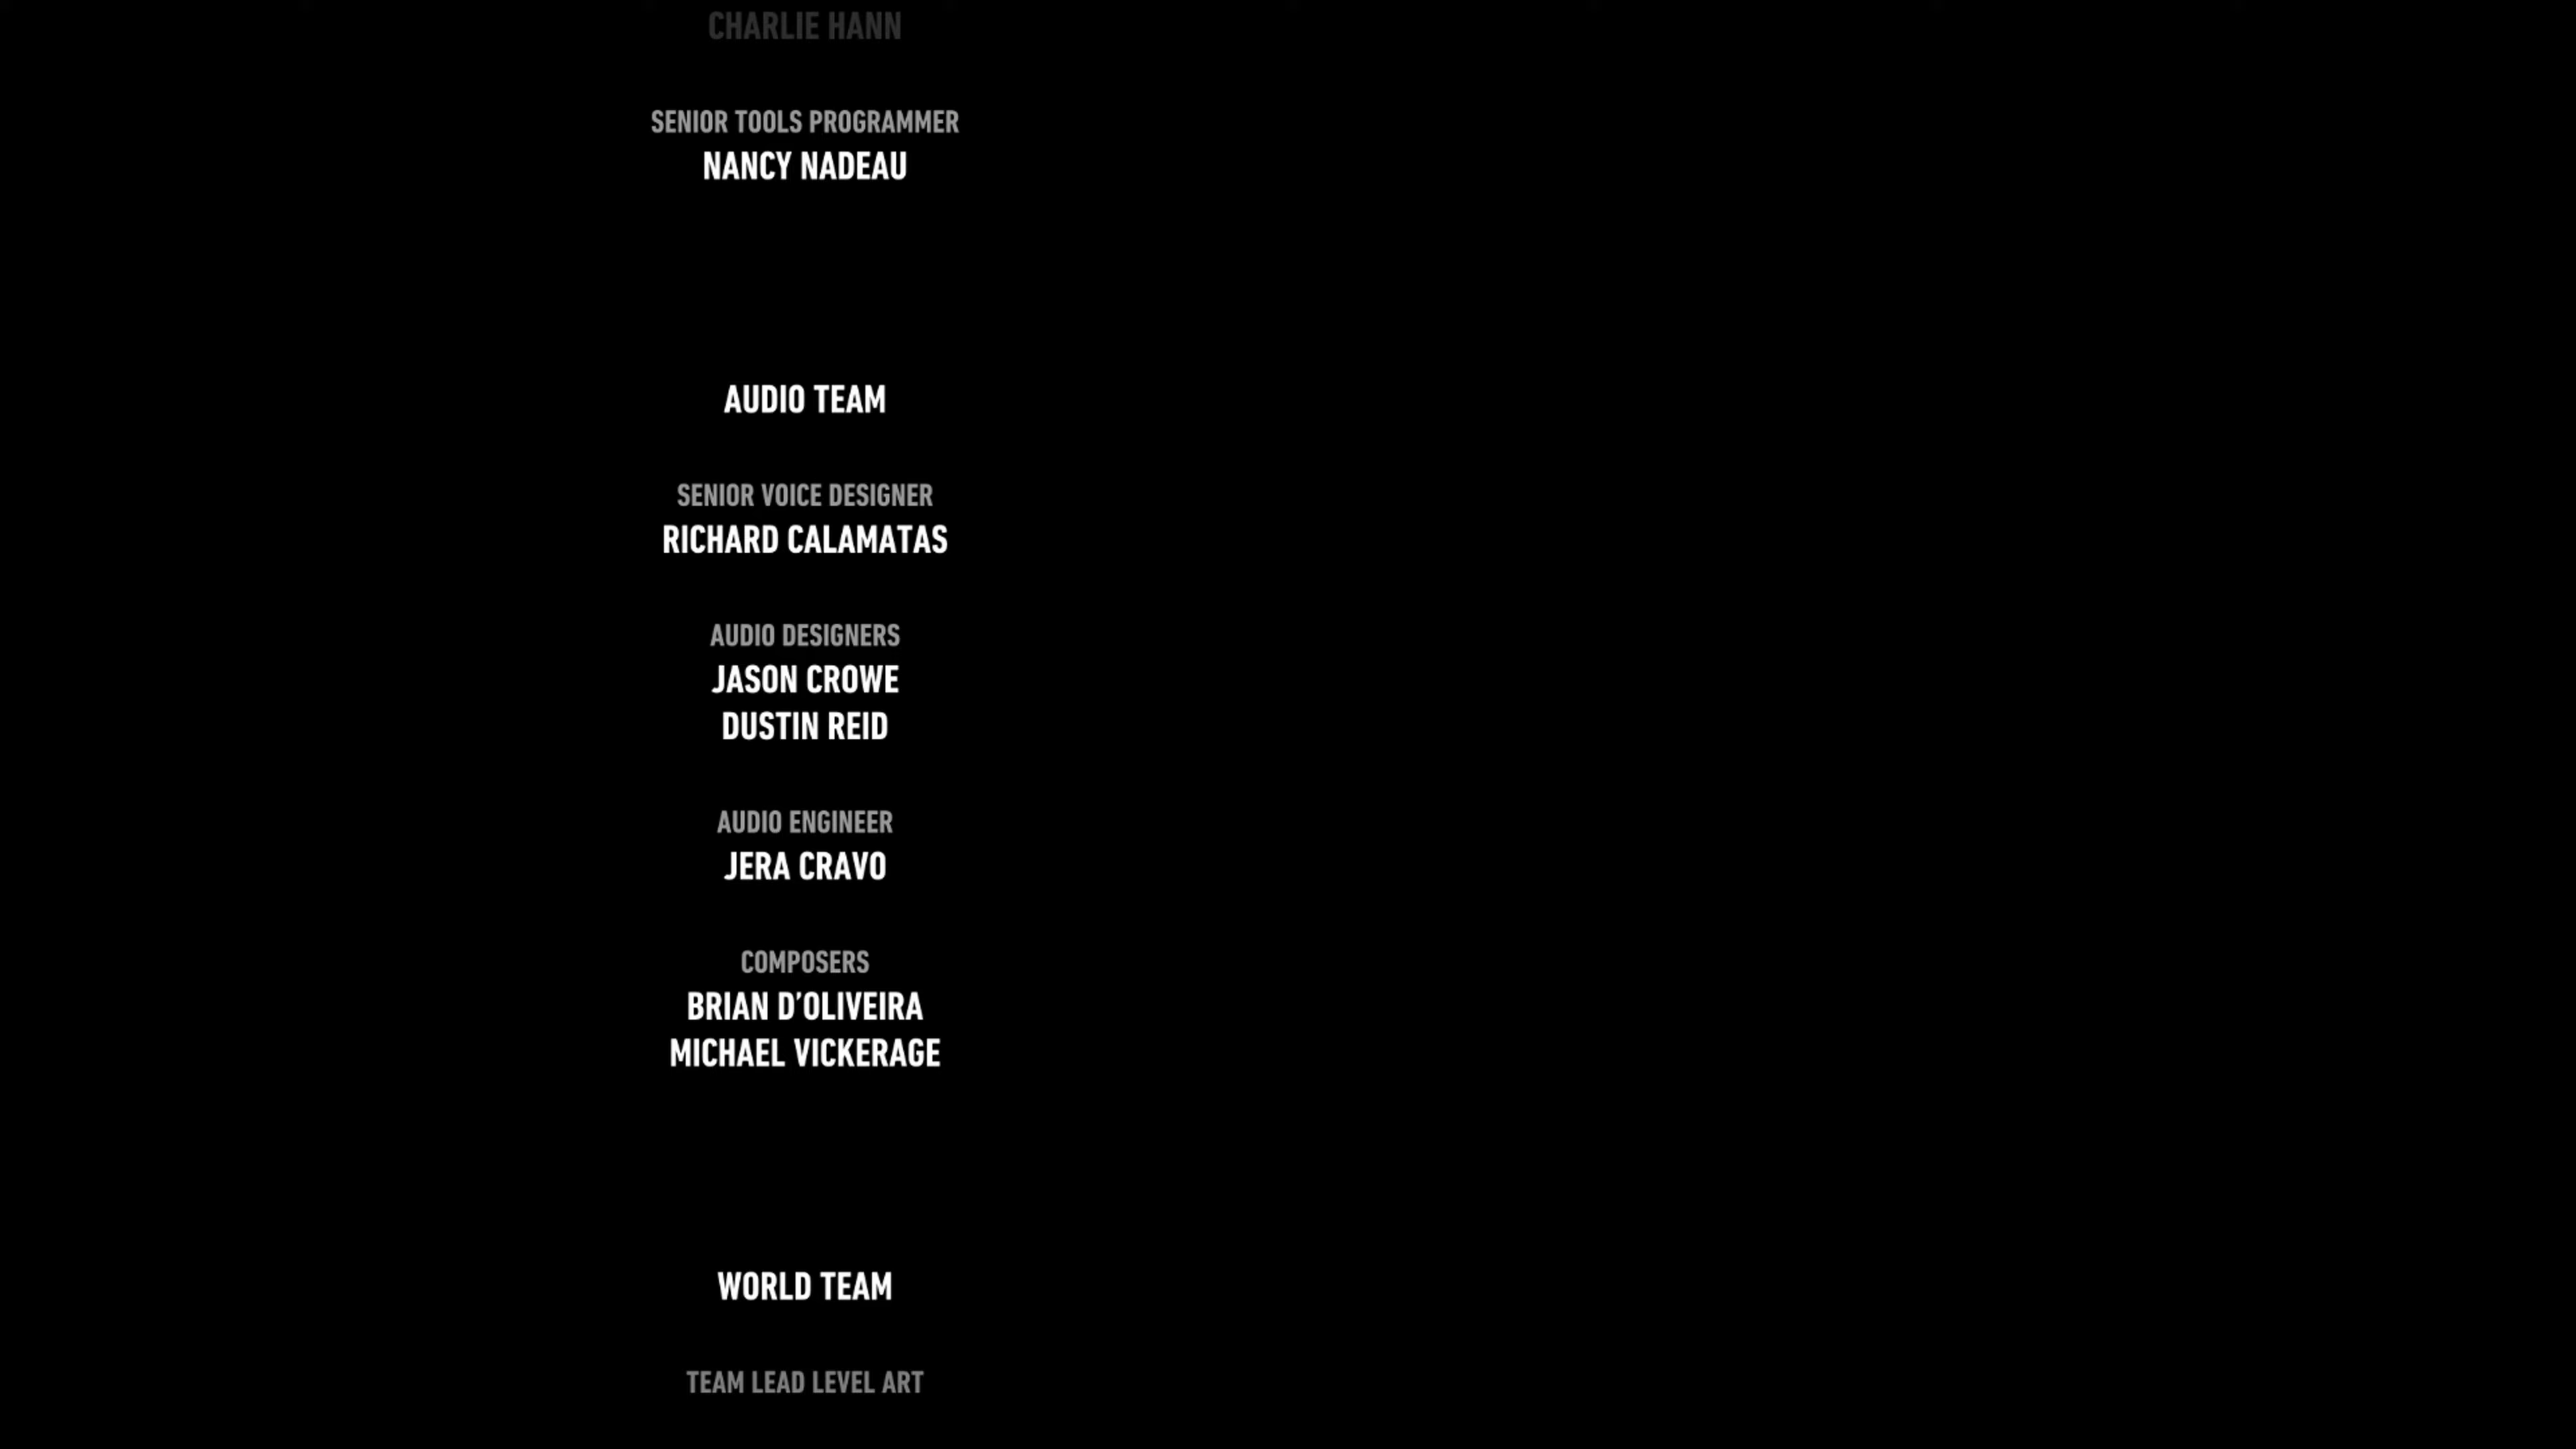 CHARLIE HANN
SENIOR TOOLS PROGRAMMER
NANCY NADEAU
AUDIO TEAM
SENIOR VOICE DESIGNER
RICHARD CALAMATAS
AUDIO DESIGNERS
JASON CROWE
DUSTIN REID
AUDIO ENGINEER
JERA CRAVO
COMPOSERS
BRIAN D’OLIVEIRA
MICHAEL VICKERAGE
WORLD TEAM
TEAM LEAD LEVEL ART